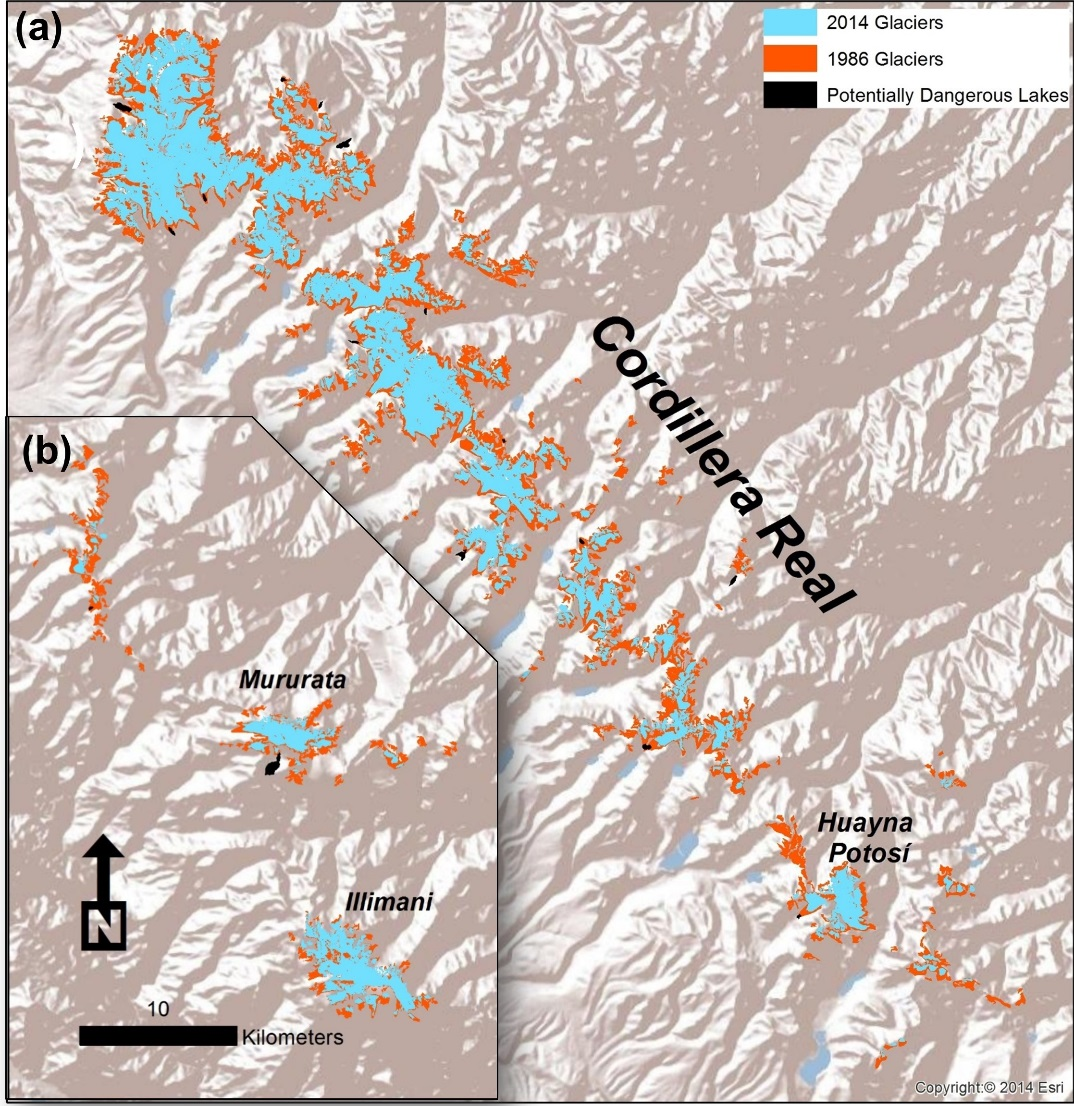 (a)
2014 Glaciers
1986 Glaciers
Potentially Dangerous Lakes
Cordillera Real
(b)
Mururata
Huayna
Potosí
Illimani
N
10
Kilometers
Copyright:© 2014 Esri